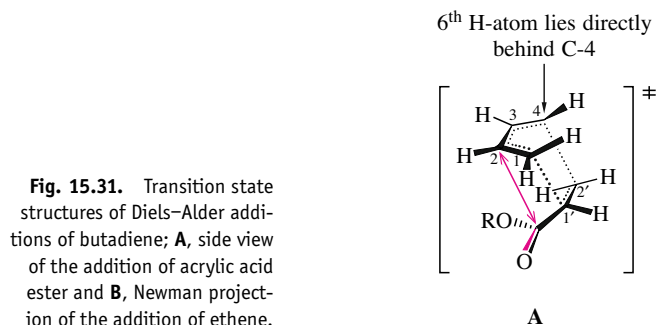 6th H-atom lies directly
behind C-4
‡
H
3
4
H
H
H
2
1
H
H
2′
H
RO
1′
H
O
A
Fig. 15.31. Transition state
structures of Diels–Alder addi-
tions of butadiene; A, side view
of the addition of acrylic acid
ester and B, Newman project-
ion of the addition of ethene.